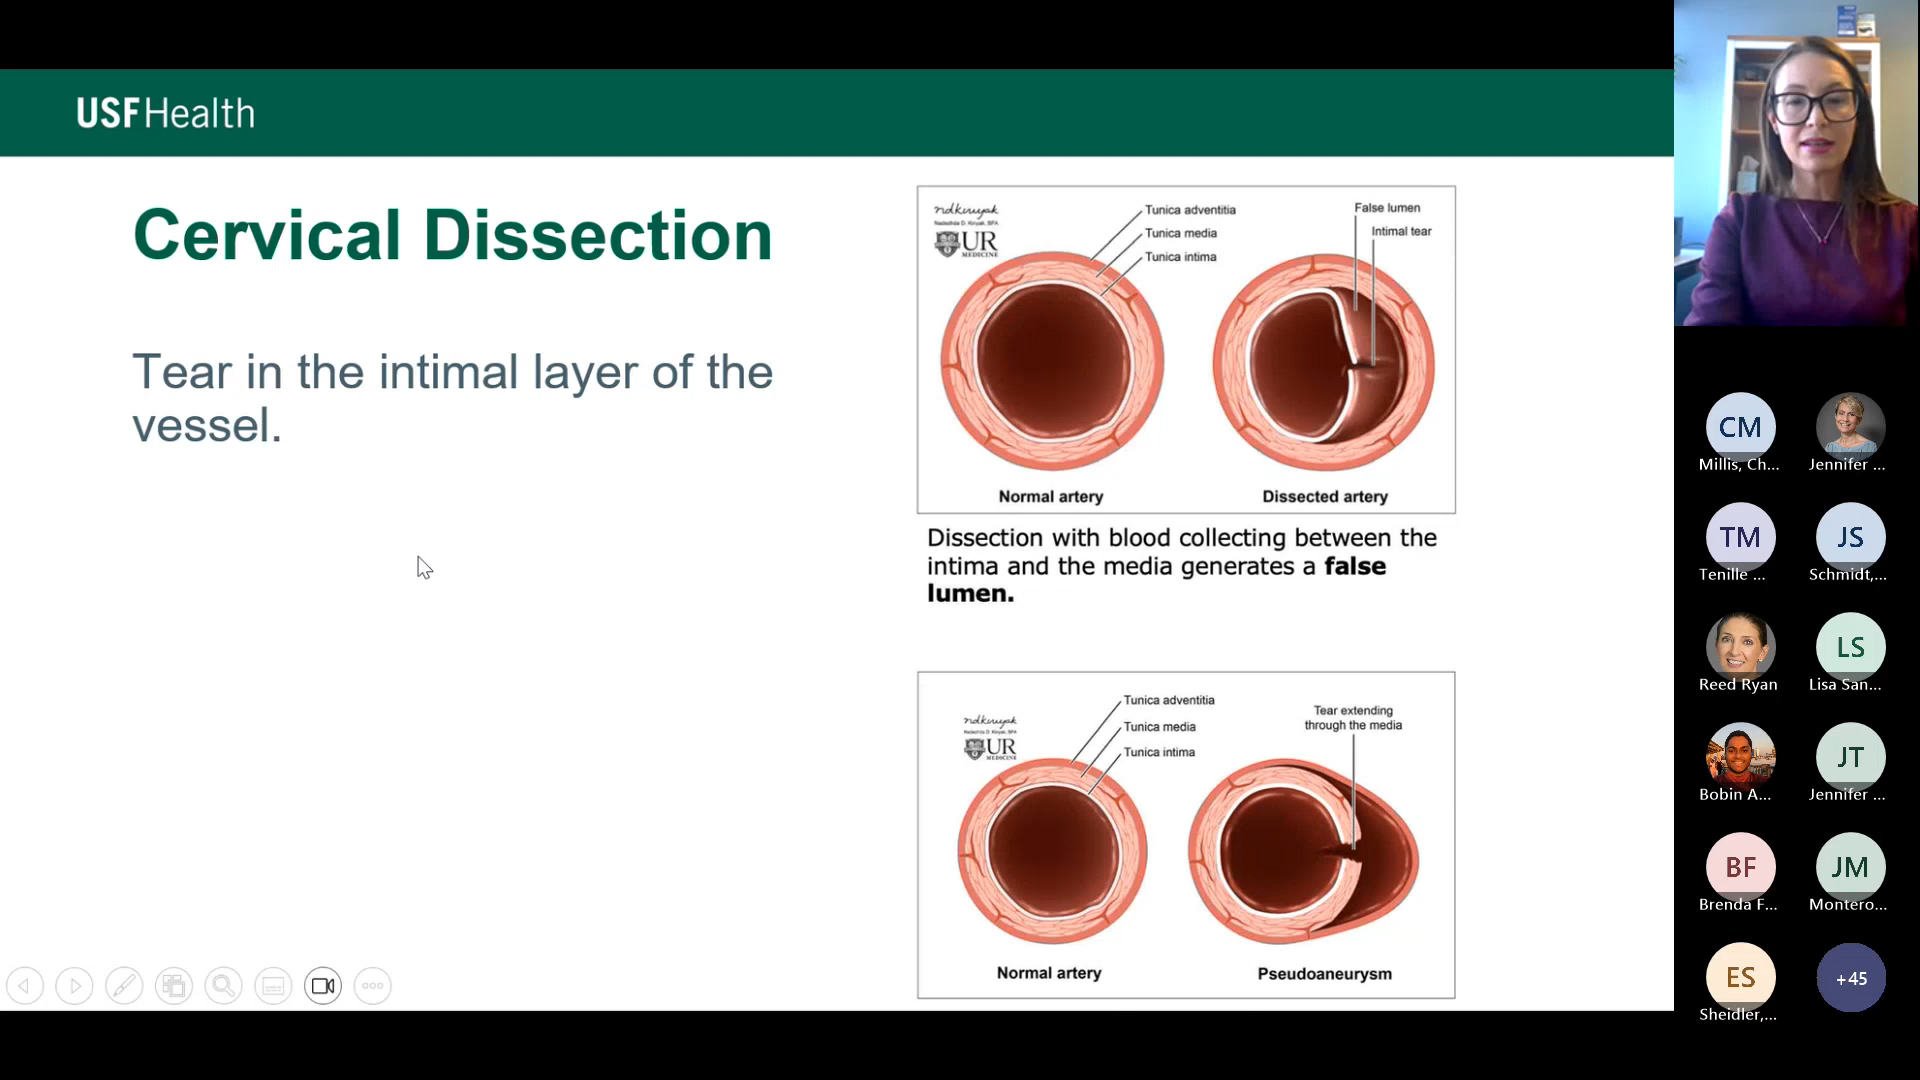 USFHealth
Cervical Dissection
Tear in the intimal layer of the
vessel.
ndkiryak
UR
MEDICINE
Tunica adventitia
Tunica media
Tunica intima
False lumen
Intimal tear
Normal artery
Dissected artery
Dissection with blood collecting between the
intima and the media generates a false
lumen.
ndkiryak
UR
MEDICINE
Tunica adventitia
Tunica media
Tunica intima
Tear extending
through the media
Normal artery
Pseudoaneurysm
CM
Millis, Ch...
Jennifer ...
TM
Tenille ...
JS
Schmidt,...
Reed Ryan
LS
Lisa San...
Bobin A...
JT
Jennifer ...
BF
Brenda F...
JM
Montero...
ES
Sheidler,...
+45